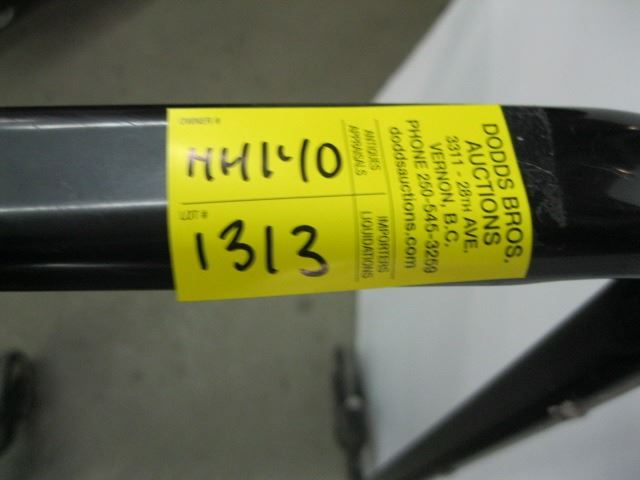 OWNER #
HH140
LOT #
1313
ANTIQUES
APPRAISALS
IMPORTERS
LIQUIDATIONS
DODDS BROS.
AUCTIONS
3311 - 28TH AVE.
VERNON, B.C.
PHONE 250-545-3259
doddsauctions.com